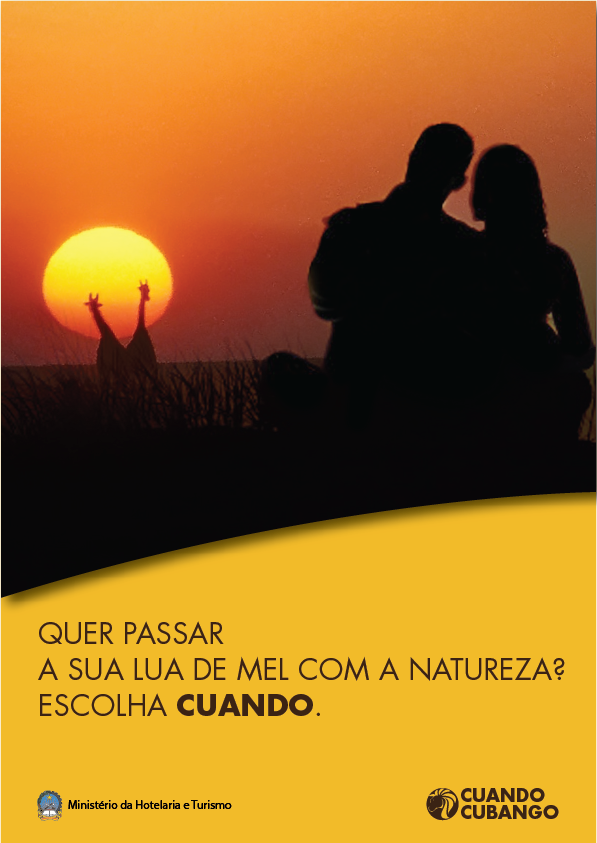 QUER PASSAR
A SUA LUA DE MEL COM A NATUREZA?
ESCOLHA CUANDO.
Ministério da Hotelaria e Turismo
CUANDO
CUBANGO